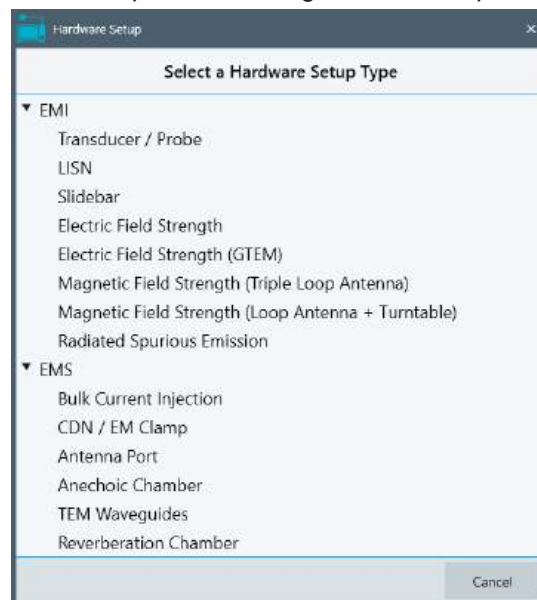 Hardware Setup
Select a Hardware Setup Type
EMI
Transducer / Probe
LISN
Slidebar
Electric Field Strength
Electric Field Strength (GTEM)
Magnetic Field Strength (Triple Loop Antenna)
Magnetic Field Strength (Loop Antenna + Turntable)
Radiated Spurious Emission
EMS
Bulk Current Injection
CDN / EM Clamp
Antenna Port
Anechoic Chamber
TEM Waveguides
Reverberation Chamber
Cancel